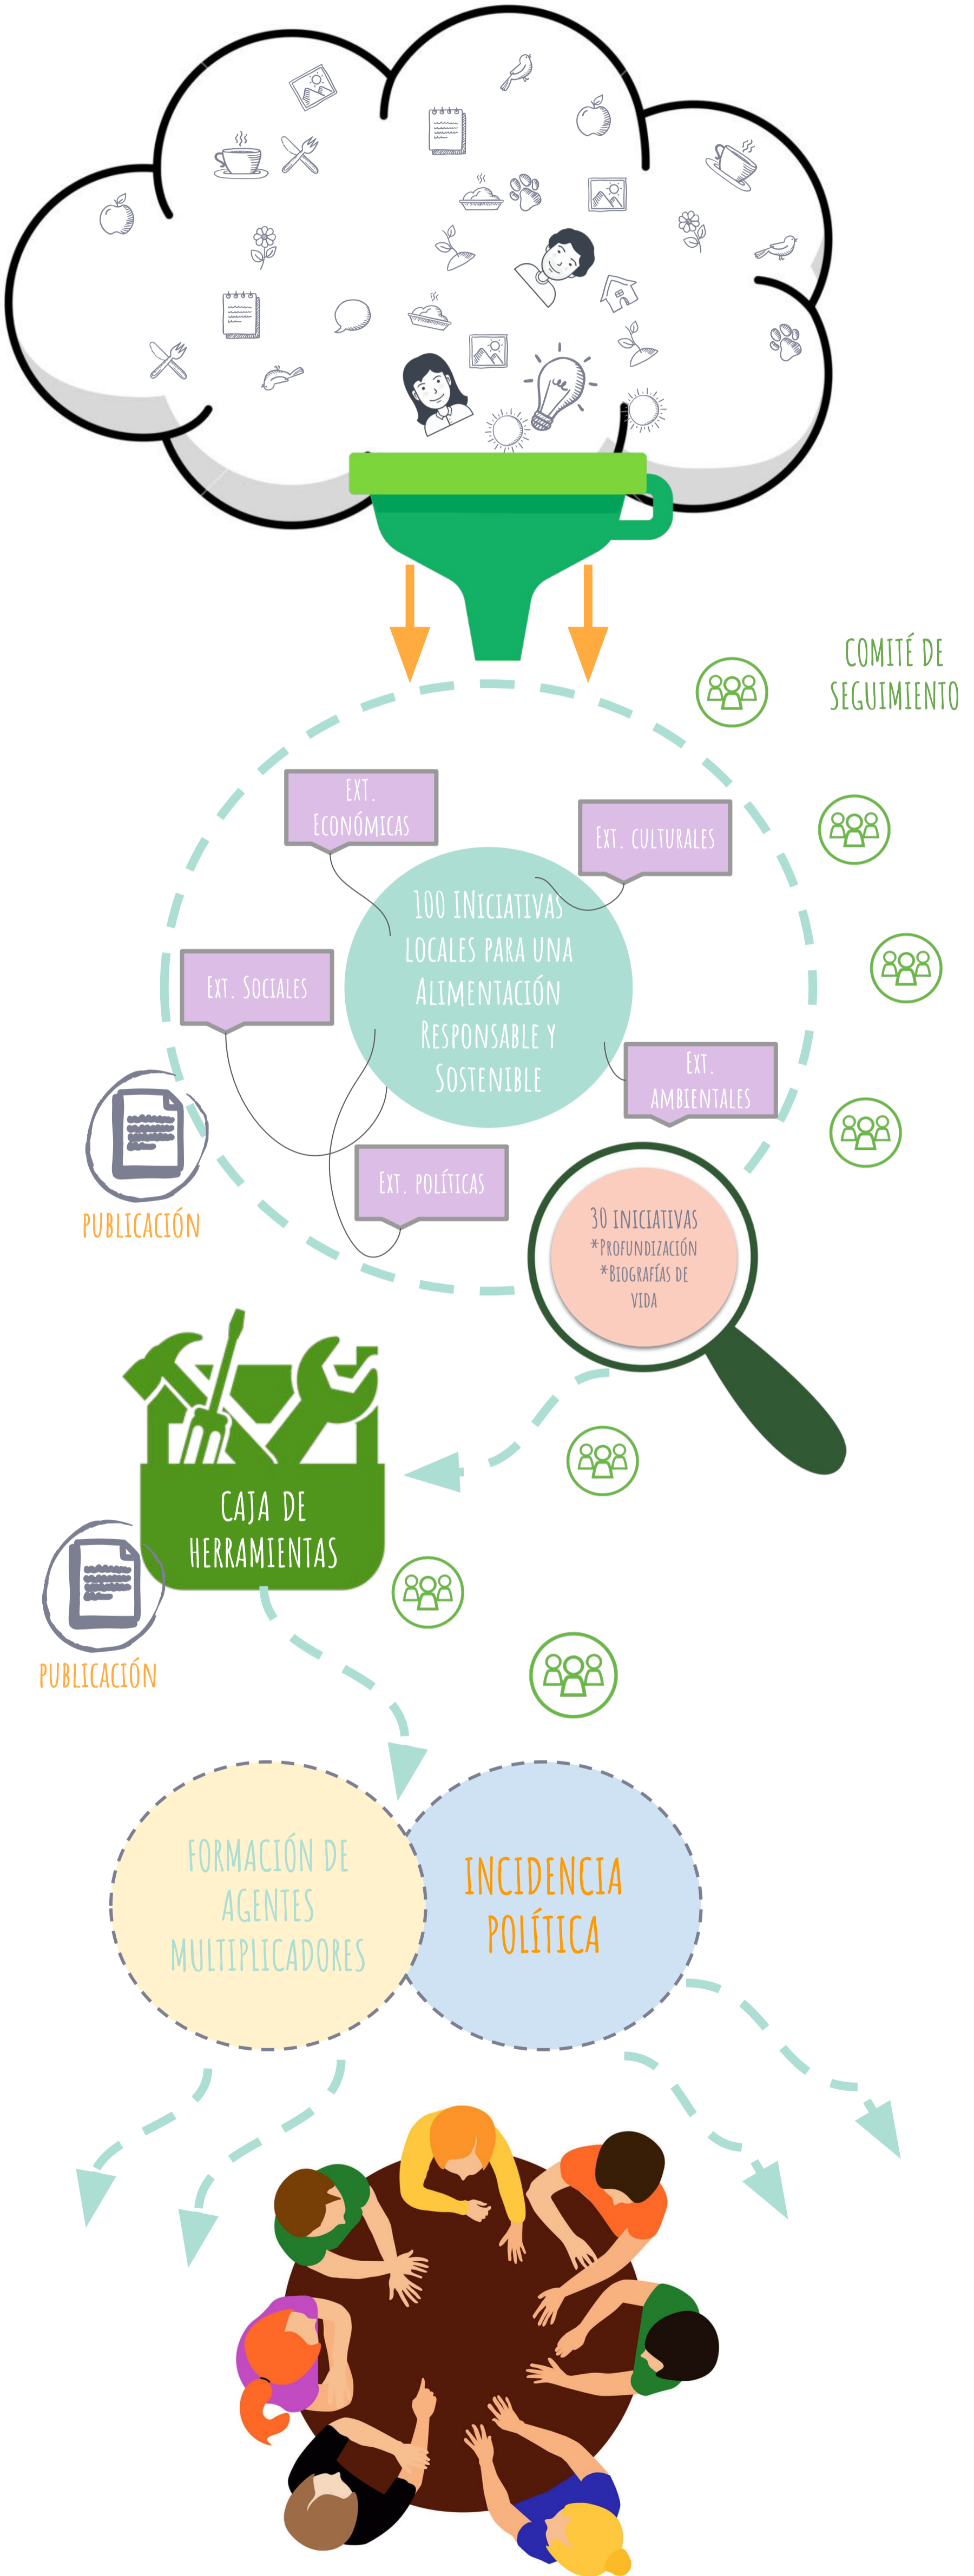 COMITÉ DE
SEGUIMIENTO
EXT.
ECONÓMICAS
EXT. CULTURALES
100 INICIATIVAS
LOCALES PARA UNA
ALIMENTACIÓN
RESPONSABLE Y
SOSTENIBLE
EXT. SOCIALES
EXT.
AMBIENTALES
EXT. POLÍTICAS
PUBLICACIÓN
30 INICIATIVAS
*PROFUNDIZACIÓN
*BIOGRAFÍAS DE
VIDA
CAJA DE
HERRAMIENTAS
PUBLICACIÓN
FORMACIÓN DE
AGENTES
MULTIPLICADORES
INCIDENCIA
POLÍTICA